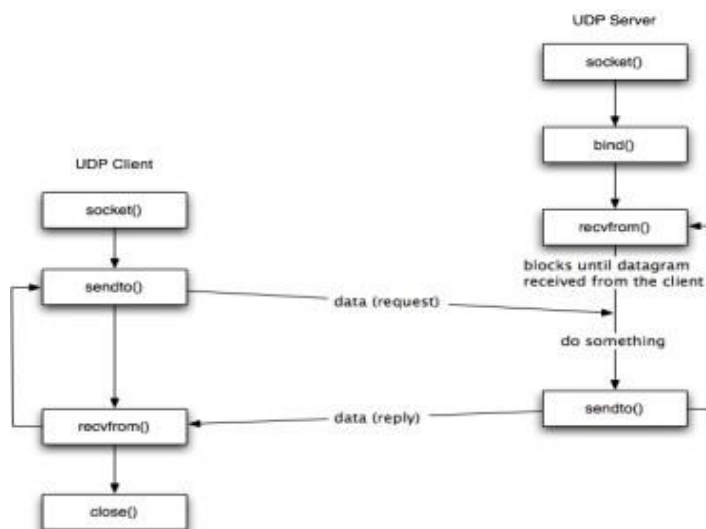 UDP Server
socket()
bind()
UDP Client
socket()
recvfrom()
blocks until datagram
received from the client
sendto()
data (request)
do something
sendto()
data (reply)
recvfrom()
close()